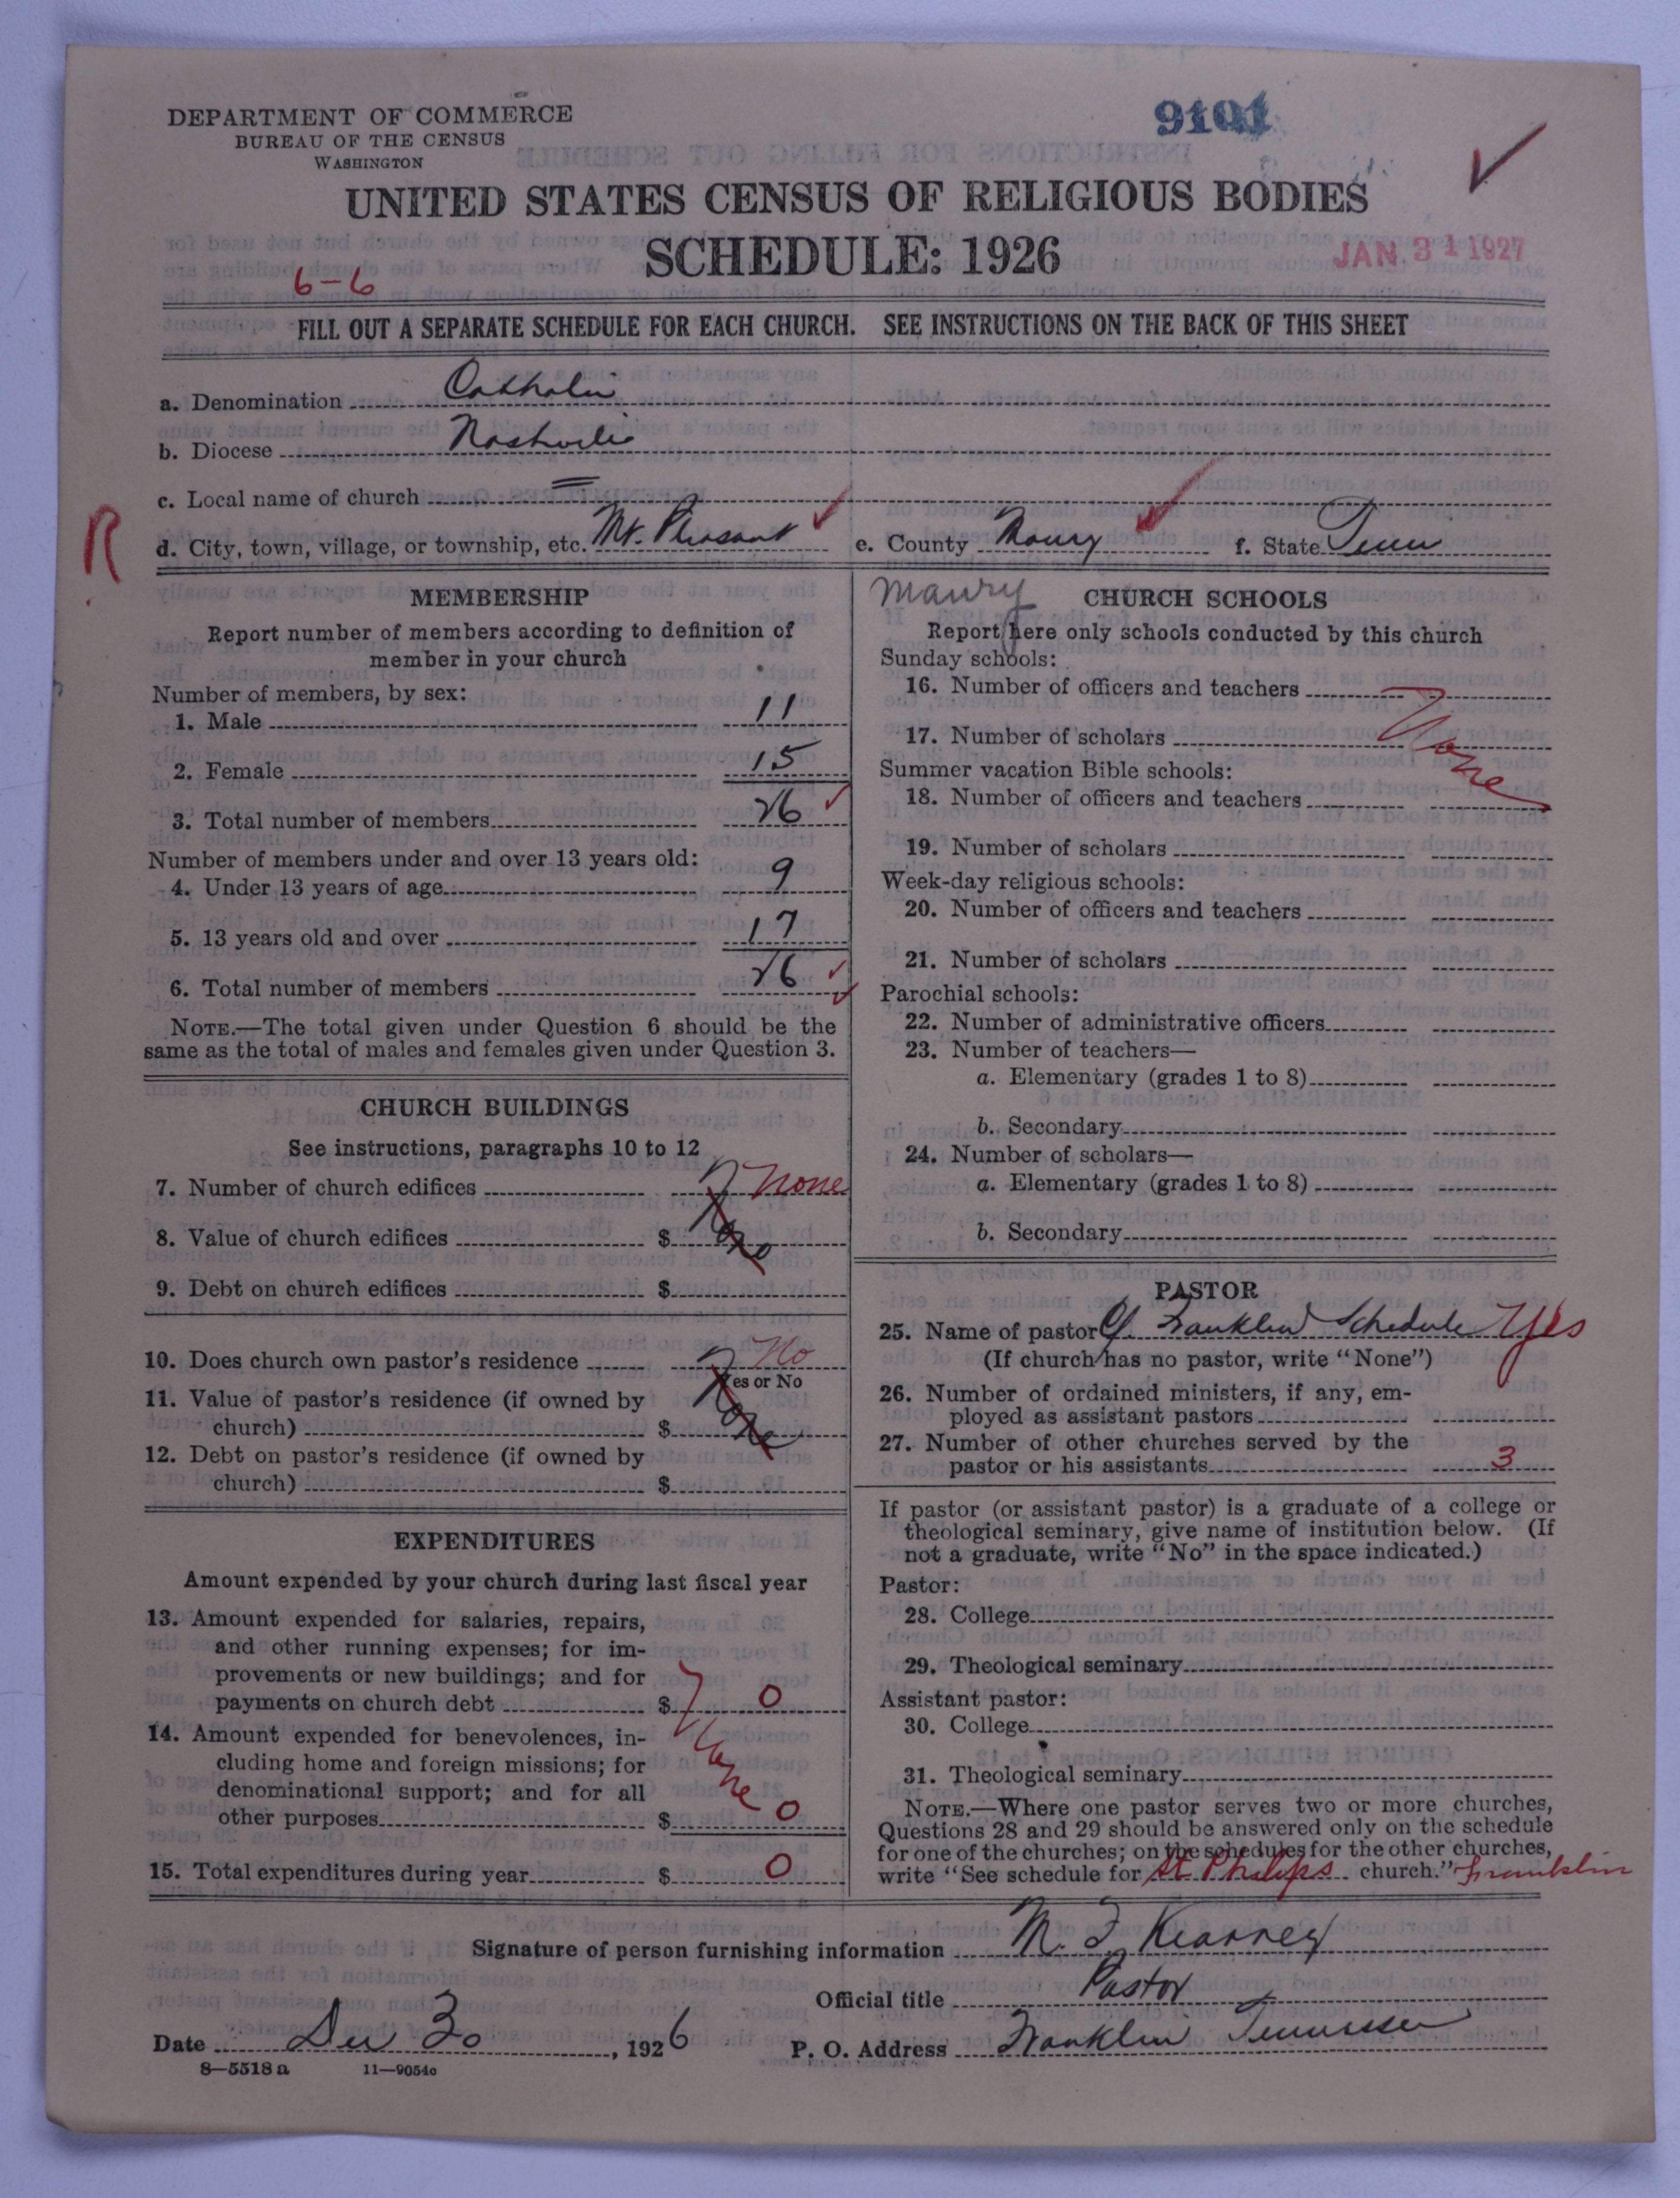 DEPARTMENT OF COMMERCE
BUREAU OF THE CENSUS
WASHINGTON
9101
UNITED STATES CENSUS OF RELIGIOUS BODIES
SCHEDULE: 1926
JAN 31 1927
6-6
FILL OUT A SEPARATE SCHEDULE FOR EACH CHURCH. SEE INSTRUCTIONS ON THE BACK OF THIS SHEET
a. Denomination Catholic
b. Diocese Nashville
c. Local name of church =
R
d. City, town, village, or township, etc. Mt. Pleasant e. County Maury f. State Tenn
MEMBERSHIP
Report number of members according to definition of
member in your church
Number of members, by sex:
1. Male 11
2. Female 15
3. Total number of members 26
Number of members under and over 13 years old:
4. Under 13 years of age 9
5. 13 years old and over 17
6. Total number of members 26
NOTE.—The total given under Question 6 should be the
same as the total of males and females given under Question 3.
CHURCH BUILDINGS
See instructions, paragraphs 10 to 12
7. Number of church edifices none
8. Value of church edifices $ None
9. Debt on church edifices $
10. Does church own pastor's residence No
Yes or No
11. Value of pastor's residence (if owned by
church) $ None
12. Debt on pastor's residence (if owned by
church) $
EXPENDITURES
Amount expended by your church during last fiscal year
13. Amount expended for salaries, repairs,
and other running expenses; for im-
provements or new buildings; and for
payments on church debt $ 0
None
14. Amount expended for benevolences, in-
cluding home and foreign missions; for
denominational support; and for all
other purposes $ 0
15. Total expenditures during year $ 0
Maury
CHURCH SCHOOLS
Report here only schools conducted by this church
Sunday schools:
16. Number of officers and teachers
None
17. Number of scholars
Summer vacation Bible schools:
18. Number of officers and teachers
19. Number of scholars
Week-day religious schools:
20. Number of officers and teachers
21. Number of scholars
Parochial schools:
22. Number of administrative officers
23. Number of teachers—
a. Elementary (grades 1 to 8)
b. Secondary
24. Number of scholars—
a. Elementary (grades 1 to 8)
b. Secondary
PASTOR
25. Name of pastor Cf. Franklin Schedule Yes
(If church has no pastor, write "None")
26. Number of ordained ministers, if any, em-
ployed as assistant pastors
27. Number of other churches served by the
pastor or his assistants 3
If pastor (or assistant pastor) is a graduate of a college or
theological seminary, give name of institution below. (If
not a graduate, write "No" in the space indicated.)
Pastor:
28. College
29. Theological seminary
Assistant pastor:
30. College
31. Theological seminary
NOTE.—Where one pastor serves two or more churches,
Questions 28 and 29 should be answered only on the schedule
for one of the churches; on the schedules for the other churches,
write "See schedule for St Philips church." Franklin
Signature of person furnishing information M. F. Kearney
Official title Pastor
Date Dec 30, 1926 P. O. Address Franklin Tennessee
8—5518 a 11—9054c